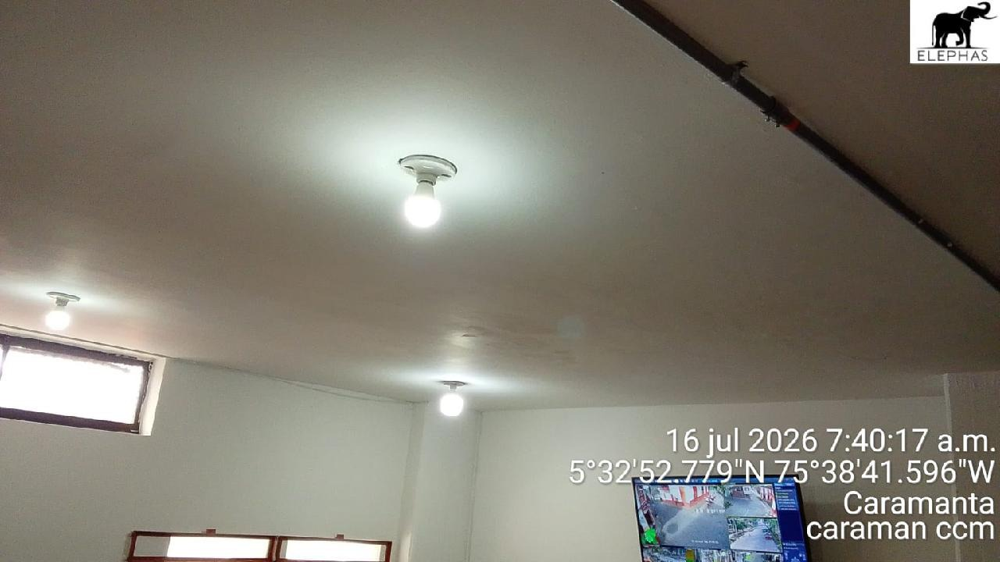 ELEPHAS
16 jul 2026 7:40:17 a.m.
5°32'52.779"N 75°38'41.596"W
Caramanta
caraman ccm